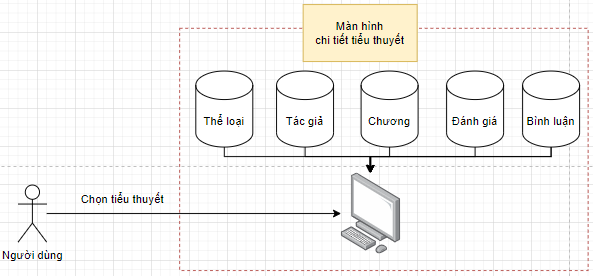 Màn hình
chi tiết tiểu thuyết
Thể loại
Tác giả
Chương
Đánh giá
Bình luận
Chọn tiểu thuyết
Người dùng